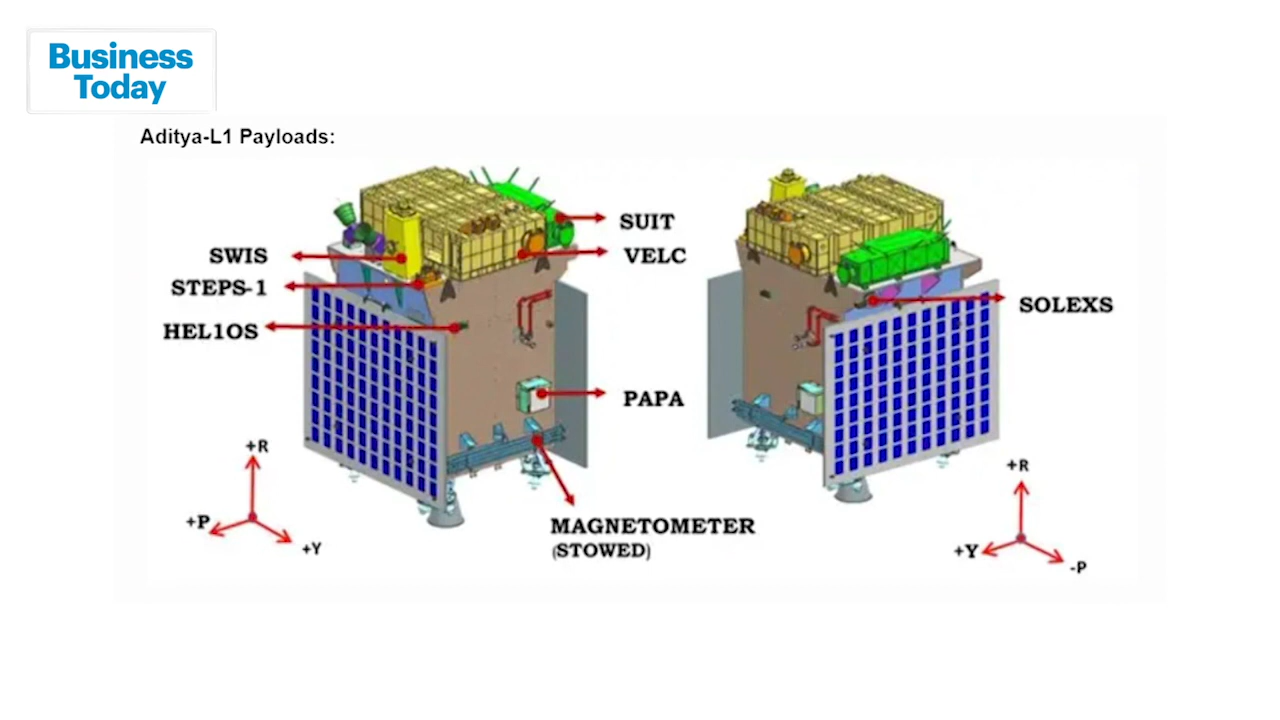 Business
Today
Aditya-L1 Payloads:
SUIT
SWIS
VELC
STEPS-1
SOLEXS
HEL1OS
PAPA
+R
+R
+P
+Y
MAGNETOMETER
(STOWED)
+Y
-P